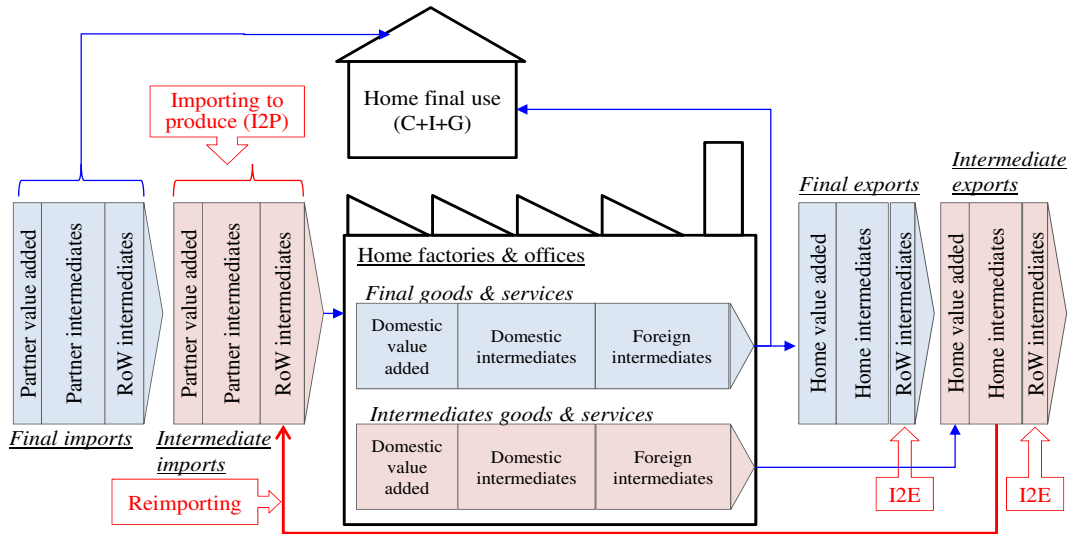 Importing to
produce (I2P)
Home final use
(C+I+G)
Partner value added
Partner intermediates
RoW intermediates
Final imports
Partner value added
Partner intermediates
RoW intermediates
Intermediate
imports
Reimporting
Home factories & offices
Final goods & services
Domestic
value
added
Domestic
intermediates
Foreign
intermediates
Intermediates goods & services
Domestic
value
added
Domestic
intermediates
Foreign
intermediates
Final exports
Home value added
Home intermediates
RoW intermediates
I2E
Intermediate
exports
Home value added
Home intermediates
RoW intermediates
I2E